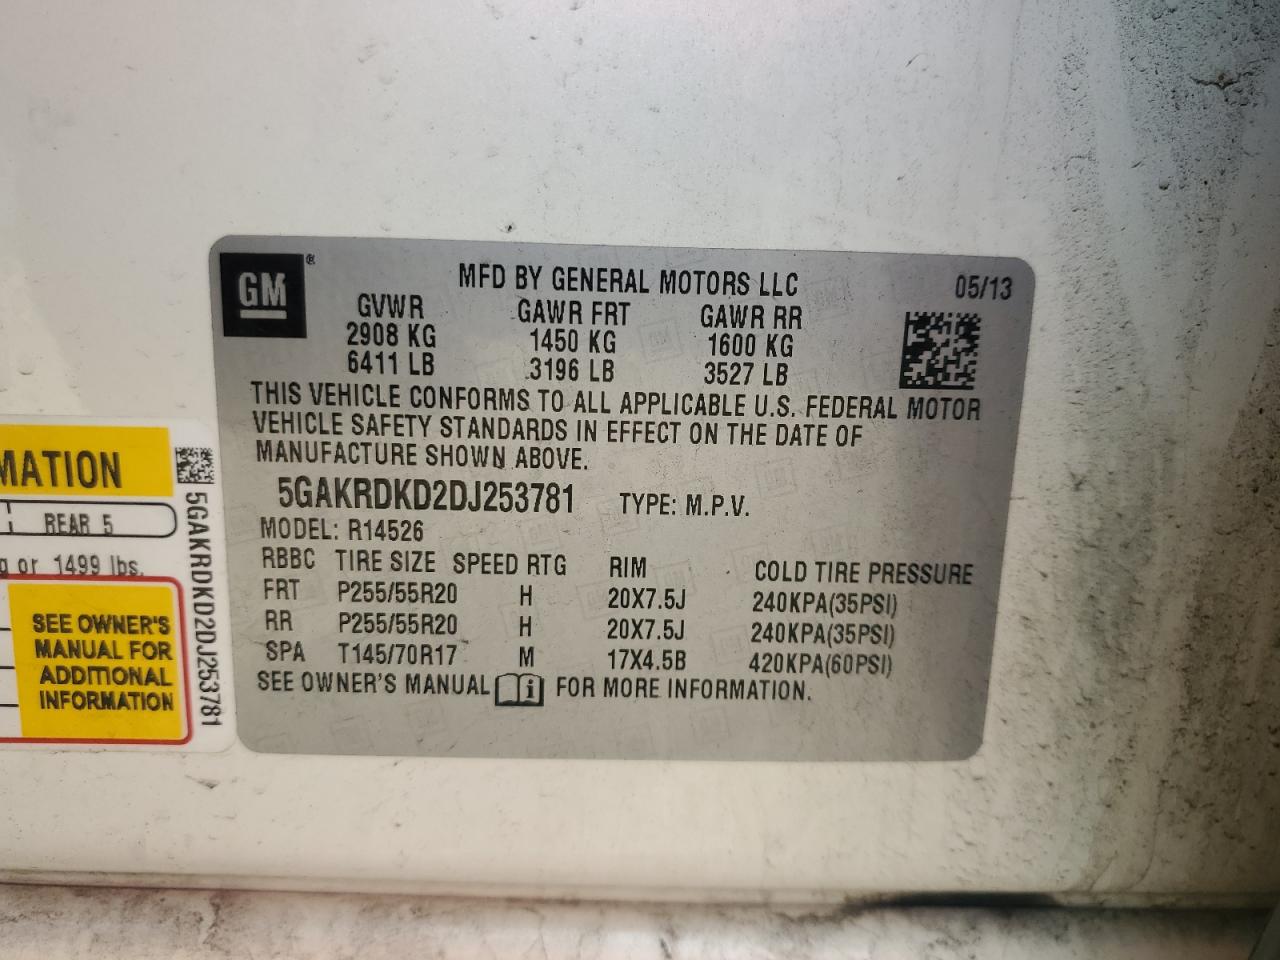 GM ®
MFD BY GENERAL MOTORS LLC 05/13
GVWR GAWR FRT GAWR RR
2908 KG 1450 KG 1600 KG
6411 LB 3196 LB 3527 LB
THIS VEHICLE CONFORMS TO ALL APPLICABLE U.S. FEDERAL MOTOR
VEHICLE SAFETY STANDARDS IN EFFECT ON THE DATE OF
MANUFACTURE SHOWN ABOVE.
5GAKRDKD2DJ253781 TYPE: M.P.V.
MODEL: R14526
RBBC TIRE SIZE SPEED RTG RIM COLD TIRE PRESSURE
FRT P255/55R20 H 20X7.5J 240KPA(35PSI)
RR P255/55R20 H 20X7.5J 240KPA(35PSI)
SPA T145/70R17 M 17X4.5B 420KPA(60PSI)
SEE OWNER'S MANUAL i FOR MORE INFORMATION.
MATION
REAR 5
g or 1499 lbs.
SEE OWNER'S
MANUAL FOR
ADDITIONAL
INFORMATION
5GAKRDKD2DJ253781